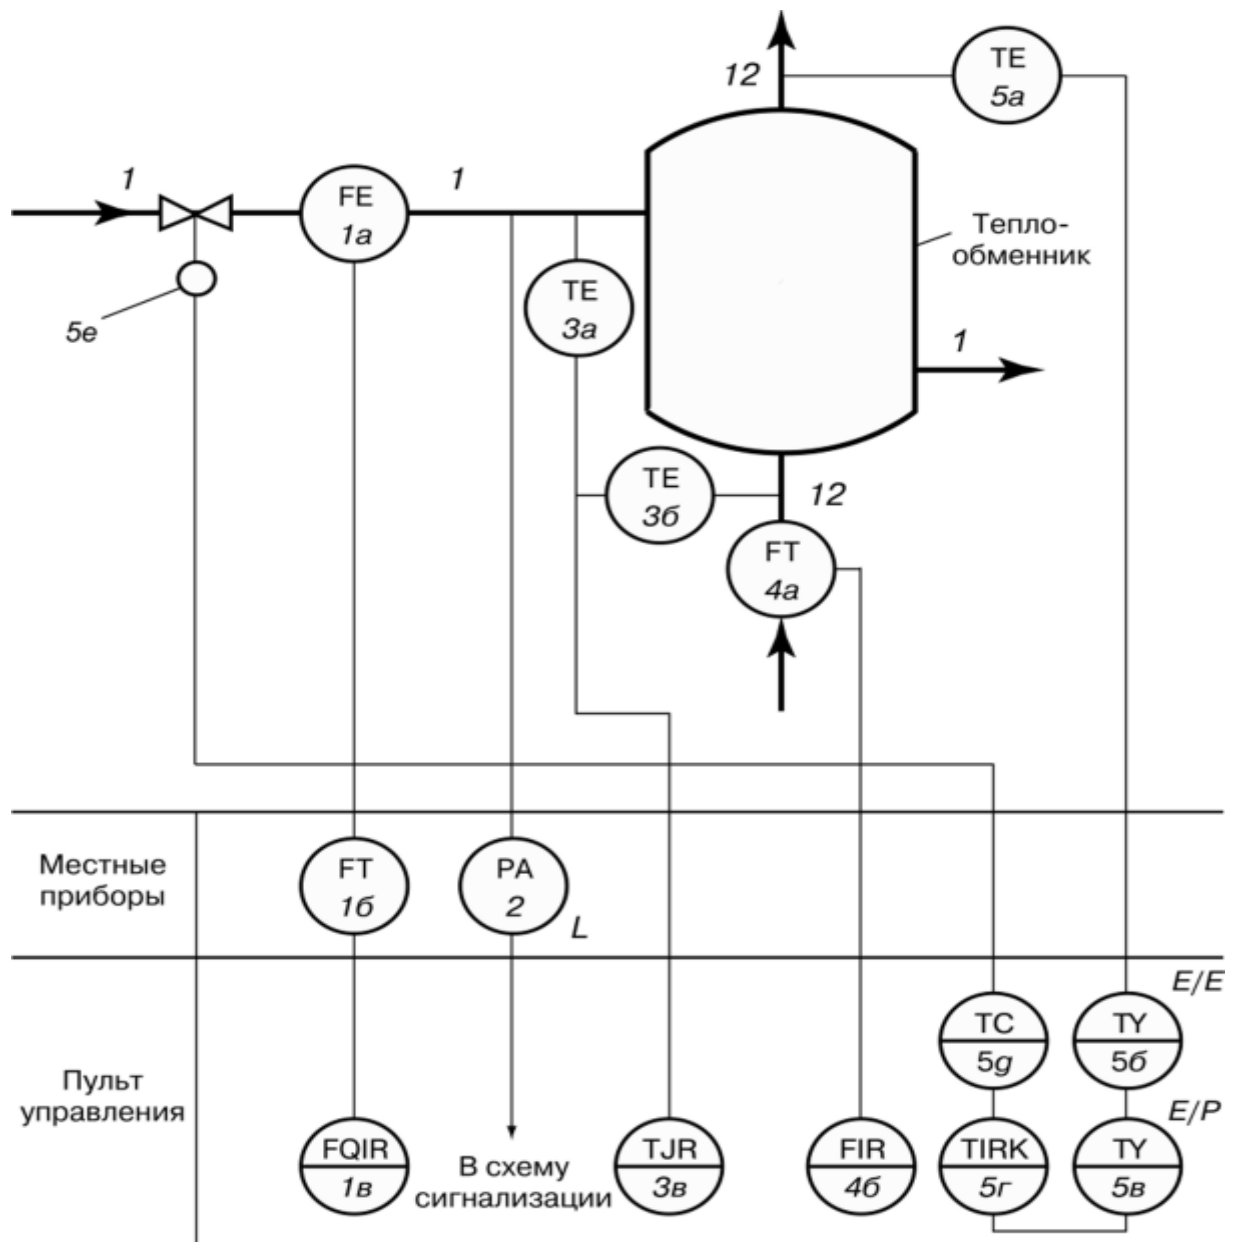 12
TE
5а
1
FE
1а
1
Тепло-
обменник
TE
3а
5е
1
TE
3б
12
FT
4а
Местные
приборы
FT
1б
PA
2
L
E/E
TC
5g
TY
5б
Пульт
управления
E/P
FQIR
1в
В схему
сигнализации
TJR
3в
FIR
4б
TIRK
5г
TY
5в